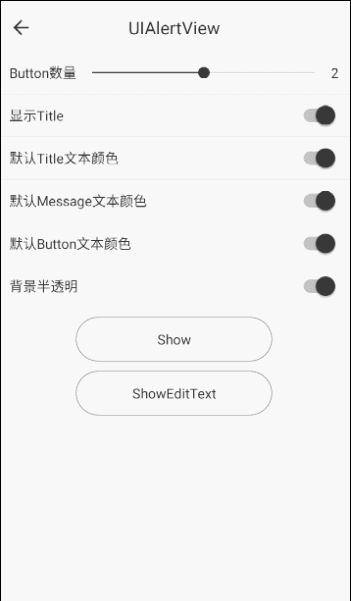 UIAlertView
Button数量 2
显示Title
默认Title文本颜色
默认Message文本颜色
默认Button文本颜色
背景半透明
Show
ShowEditText